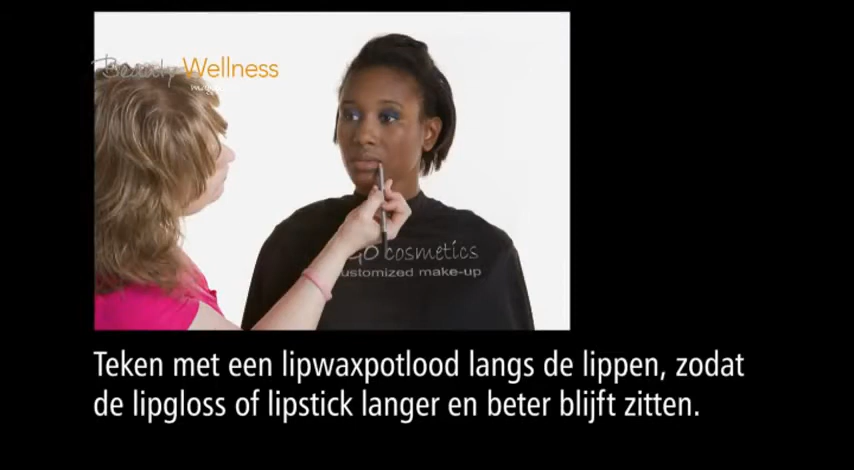 Beauty Wellness
GO cosmetics
customized make-up
Teken met een lipwaxpotlood langs de lippen, zodat
de lipgloss of lipstick langer en beter blijft zitten.